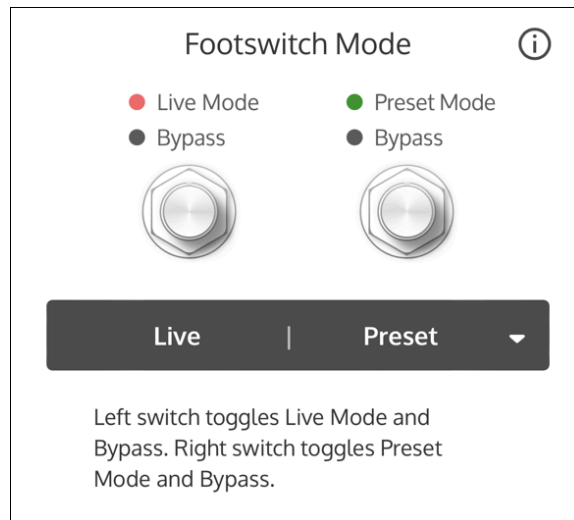 Footswitch Mode
Live Mode
Bypass
Preset Mode
Bypass
Live | Preset
Left switch toggles Live Mode and
Bypass. Right switch toggles Preset
Mode and Bypass.